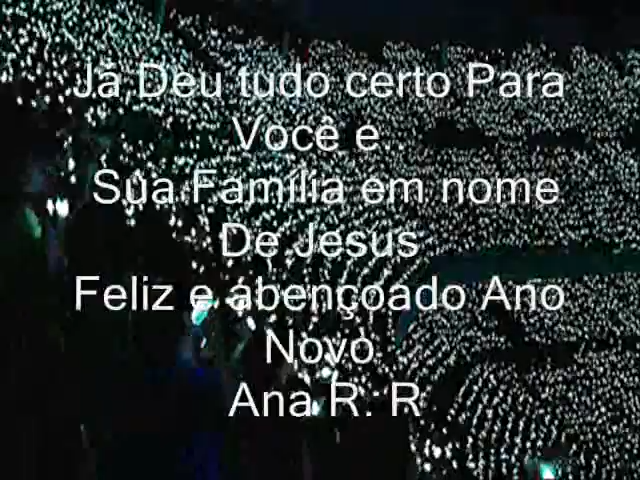 Já Deu tudo certo Para
Você e..
Sua Família em nome
De Jesus
Feliz e abençoado Ano
Novo
Ana R. R